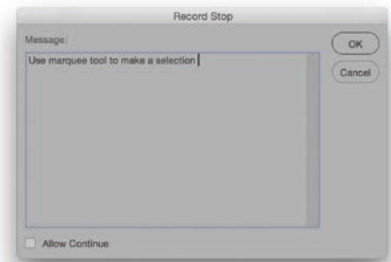 Record Stop
Message:
OK
Use marquee tool to make a selection
Cancel
Allow Continue